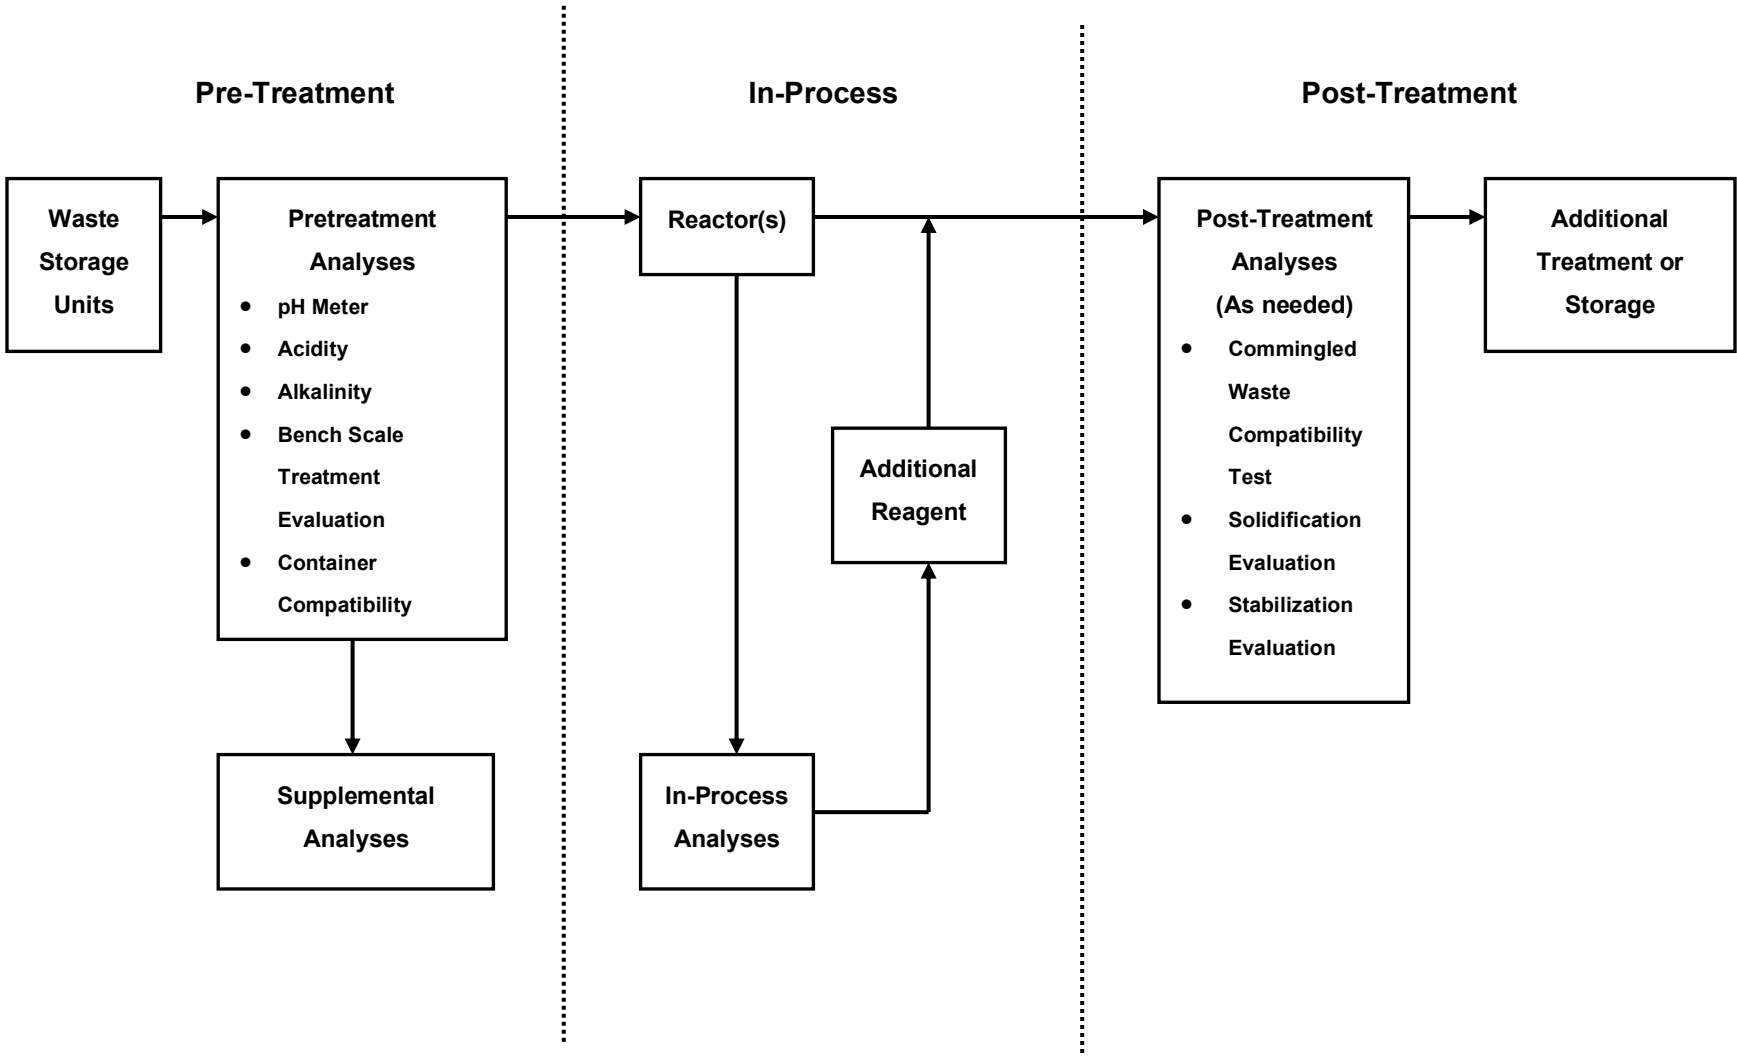 Pre-Treatment
In-Process
Post-Treatment
Waste
Storage
Units
Pretreatment
Analyses
• pH Meter
• Acidity
• Alkalinity
• Bench Scale
Treatment
Evaluation
• Container
Compatibility
Supplemental
Analyses
Reactor(s)
Additional
Reagent
In-Process
Analyses
Post-Treatment
Analyses
(As needed)
• Commingled
Waste
Compatibility
Test
• Solidification
Evaluation
• Stabilization
Evaluation
Additional
Treatment or
Storage